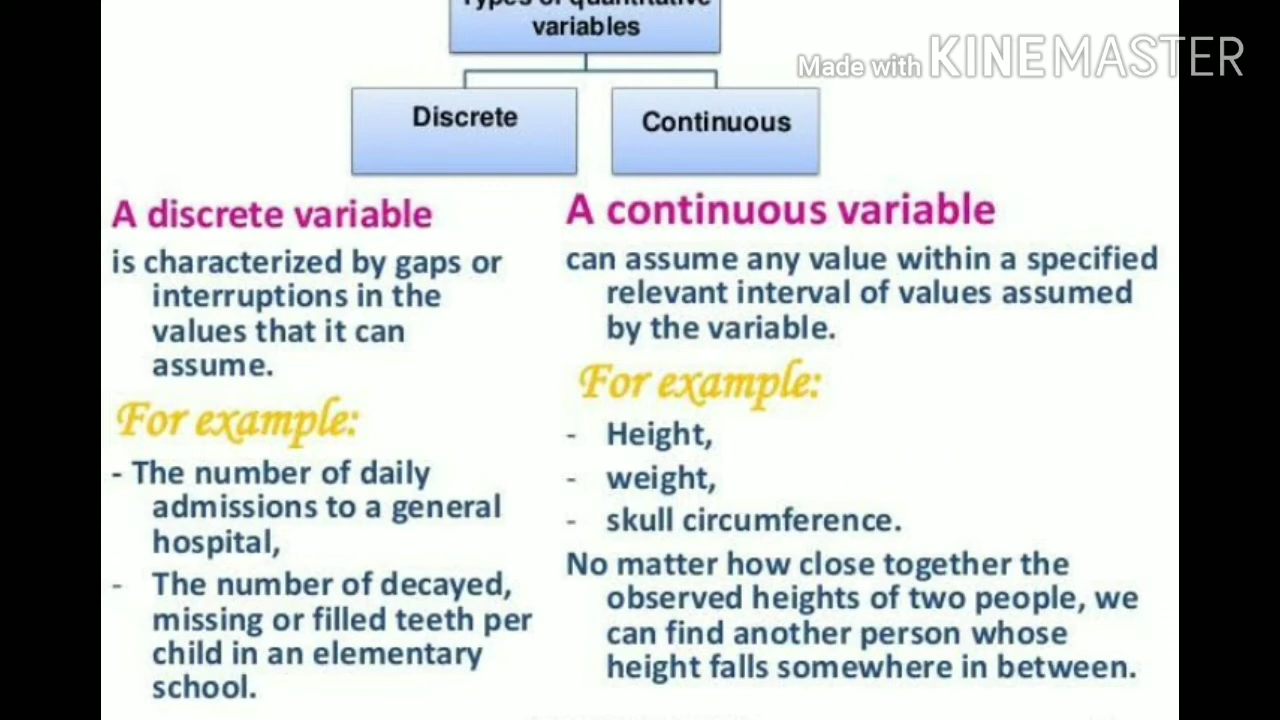 Types of quantitative
variables
Made with KINEMASTER
Discrete
Continuous
A discrete variable
is characterized by gaps or
interruptions in the
values that it can
assume.
For example:
- The number of daily
admissions to a general
hospital,
- The number of decayed,
missing or filled teeth per
child in an elementary
school.
A continuous variable
can assume any value within a specified
relevant interval of values assumed
by the variable.
For example:
- Height,
- weight,
- skull circumference.
No matter how close together the
observed heights of two people, we
can find another person whose
height falls somewhere in between.